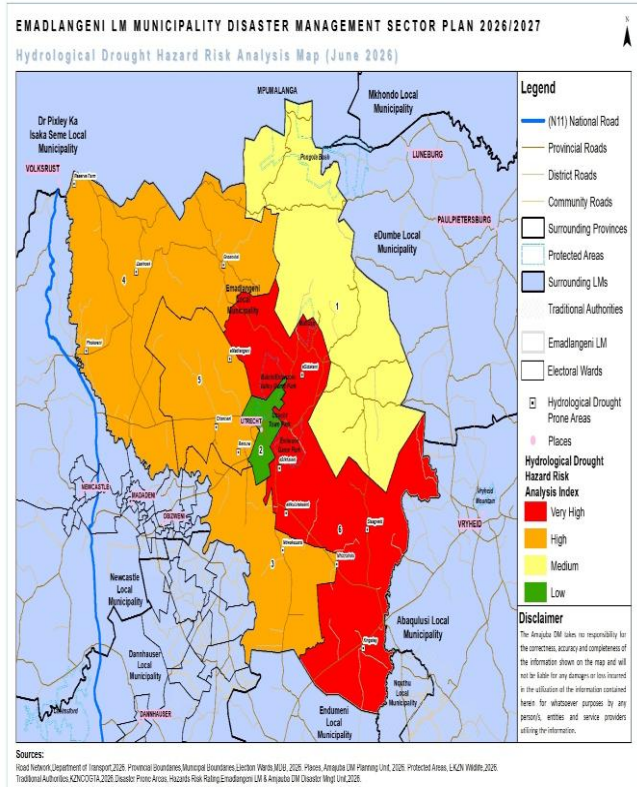 EMADLANGENI LM MUNICIPALITY DISASTER MANAGEMENT SECTOR PLAN 2026/2027
Hydrological Drought Hazard Risk Analysis Map (June 2026)
N
MPUMALANGA
Mkhondo Local
Municipality
Dr Pixley Ka
Isaka Seme Local
Municipality
VOLKSRUST
LUNEBURG
PAULPIETERSBURG
eDumbe Local
Municipality
Emadlangeni
Local
Municipality
4
1
5
UTRECHT
2
Town Park
NEWCASTLE
MADADENI
OSIZWENI
VRYHEID
6
3
Newcastle
Local
Municipality
Dannhauser
Local
Municipality
DANNHAUSER
Abaqulusi Local
Municipality
Nquthu
Local
Municipality
Endumeni
Local
Municipality
Legend
(N11) National Road
Provincial Roads
District Roads
Community Roads
Surrounding Provinces
Protected Areas
Surrounding LMs
Traditional Authorities
Emadlangeni LM
Electoral Wards
Hydrological Drought
Prone Areas
Places
Hydrological Drought
Hazard Risk
Analysis Index
Very High
High
Medium
Low
Disclaimer
The Amajuba DM takes no responsibility for
the correctness, accuracy and completeness of
the information shown on the map and will
not be liable for any damages or loss incurred
in the utilization of the information contained
herein for whatsoever purposes by any
person/s, entities and service providers
utilizing the information.
Sources:
Road Network,Department of Transport,2026. Provincial Boundaries,Municipal Boundaries,Election Wards,MDB, 2026. Places, Amajuba DM Planning Unit, 2026. Protected Areas, EKZN Wildlife,2026.
Traditional Authorities,KZNCOGTA,2026.Disaster Prone Areas, Hazards Risk Rating,Emadlangeni LM & Amajuba DM Disaster Mngt Unit,2026.